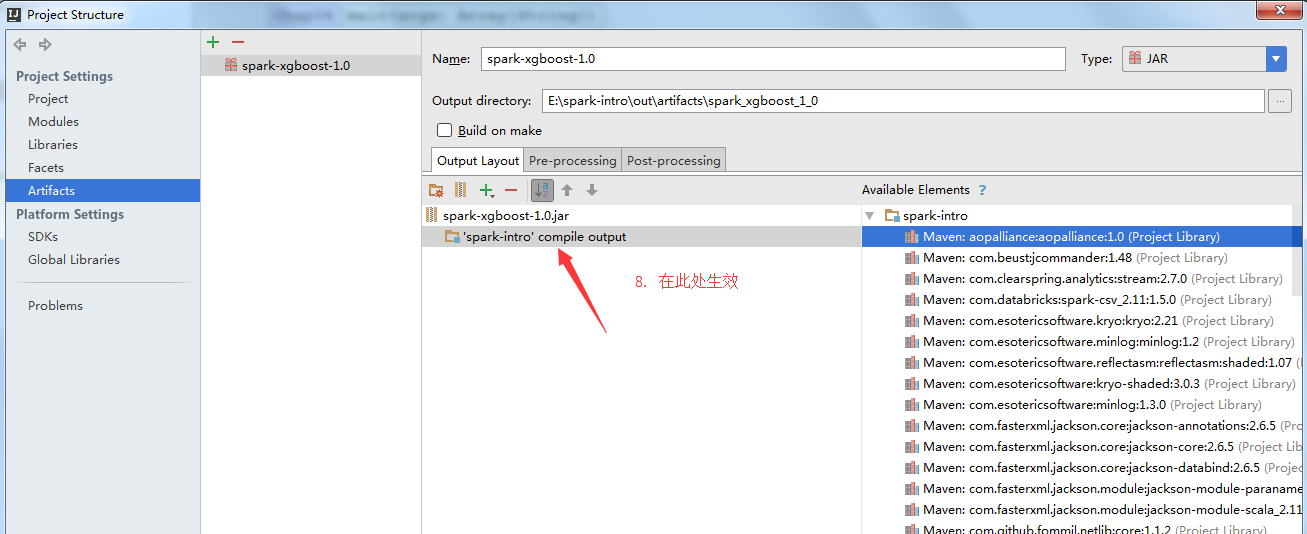 Project Structure
Project Settings
Project
Modules
Libraries
Facets
Artifacts
Platform Settings
SDKs
Global Libraries
Problems
spark-xgboost-1.0
Name: spark-xgboost-1.0 Type: JAR
Output directory: E:\spark-intro\out\artifacts\spark_xgboost_1_0 ...
Build on make
Output Layout Pre-processing Post-processing
spark-xgboost-1.0.jar
'spark-intro' compile output
8. 在此处生效
Available Elements ?
spark-intro
Maven: aopalliance:aopalliance:1.0 (Project Library)
Maven: com.beust:jcommander:1.48 (Project Library)
Maven: com.clearspring.analytics:stream:2.7.0 (Project Library)
Maven: com.databricks:spark-csv_2.11:1.5.0 (Project Library)
Maven: com.esotericsoftware.kryo:kryo:2.21 (Project Library)
Maven: com.esotericsoftware.minlog:minlog:1.2 (Project Library)
Maven: com.esotericsoftware.reflectasm:reflectasm:shaded:1.07 (
Maven: com.esotericsoftware:kryo-shaded:3.0.3 (Project Library)
Maven: com.esotericsoftware:minlog:1.3.0 (Project Library)
Maven: com.fasterxml.jackson.core:jackson-annotations:2.6.5 (Pro
Maven: com.fasterxml.jackson.core:jackson-core:2.6.5 (Project Lib
Maven: com.fasterxml.jackson.core:jackson-databind:2.6.5 (Projec
Maven: com.fasterxml.jackson.module:jackson-module-paraname
Maven: com.fasterxml.jackson.module:jackson-module-scala_2.11
Maven: com.github.fommil.netlib:core:1.1.2 (Project Library)